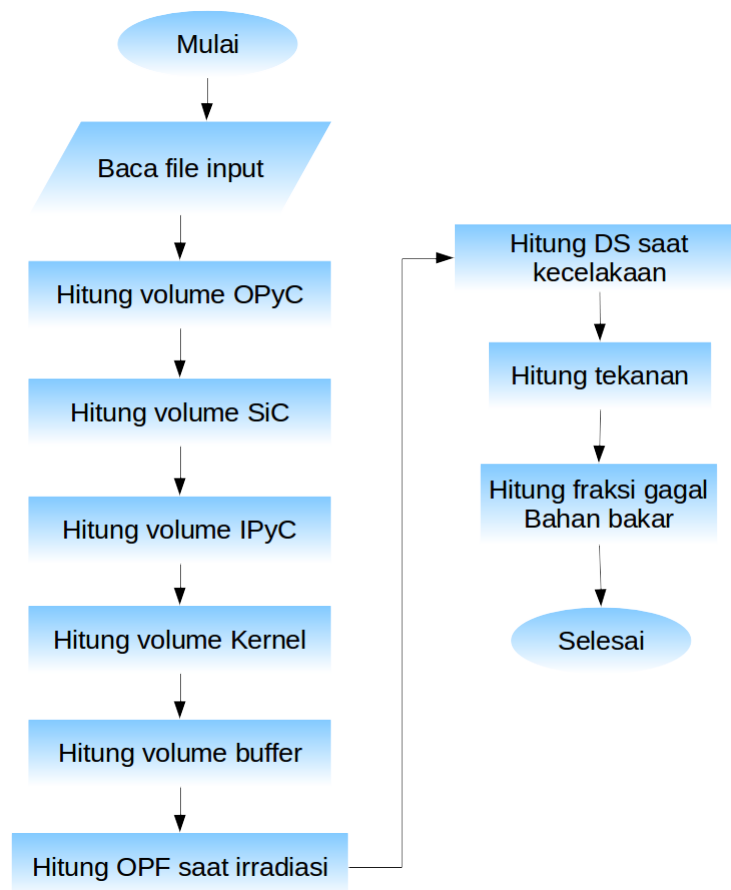 Mulai
Baca file input
Hitung volume OPyC
Hitung volume SiC
Hitung volume IPyC
Hitung volume Kernel
Hitung volume buffer
Hitung OPF saat irradiasi
Hitung DS saat
kecelakaan
Hitung tekanan
Hitung fraksi gagal
Bahan bakar
Selesai